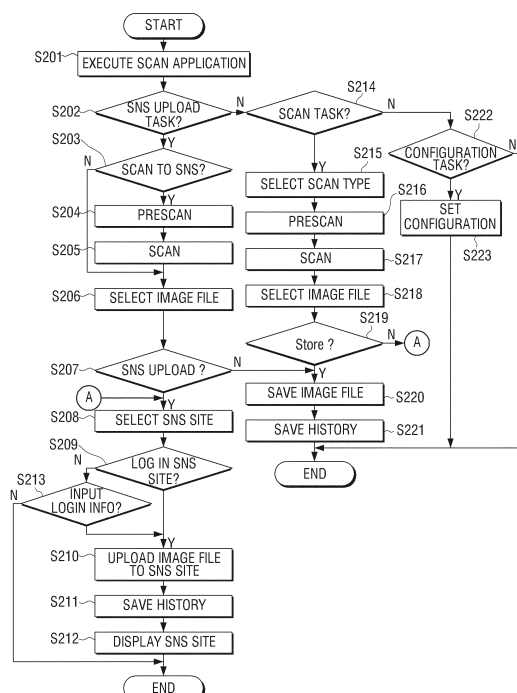 START
S201
EXECUTE SCAN APPLICATION
S202
SNS UPLOAD
TASK?
N
Y
S203
SCAN TO SNS?
N
Y
S204
PRESCAN
S205
SCAN
S206
SELECT IMAGE FILE
S207
SNS UPLOAD ?
N
Y
A
S208
SELECT SNS SITE
S209
LOG IN SNS
SITE?
N
Y
S213
INPUT
LOGIN INFO?
N
S210
UPLOAD IMAGE FILE
TO SNS SITE
S211
SAVE HISTORY
S212
DISPLAY SNS SITE
END
S214
SCAN TASK?
N
Y
S215
SELECT SCAN TYPE
S216
PRESCAN
SCAN
S217
SELECT IMAGE FILE
S218
S219
Store ?
N
A
Y
SAVE IMAGE FILE
S220
SAVE HISTORY
S221
END
S222
CONFIGURATION
TASK?
N
Y
SET
CONFIGURATION
S223